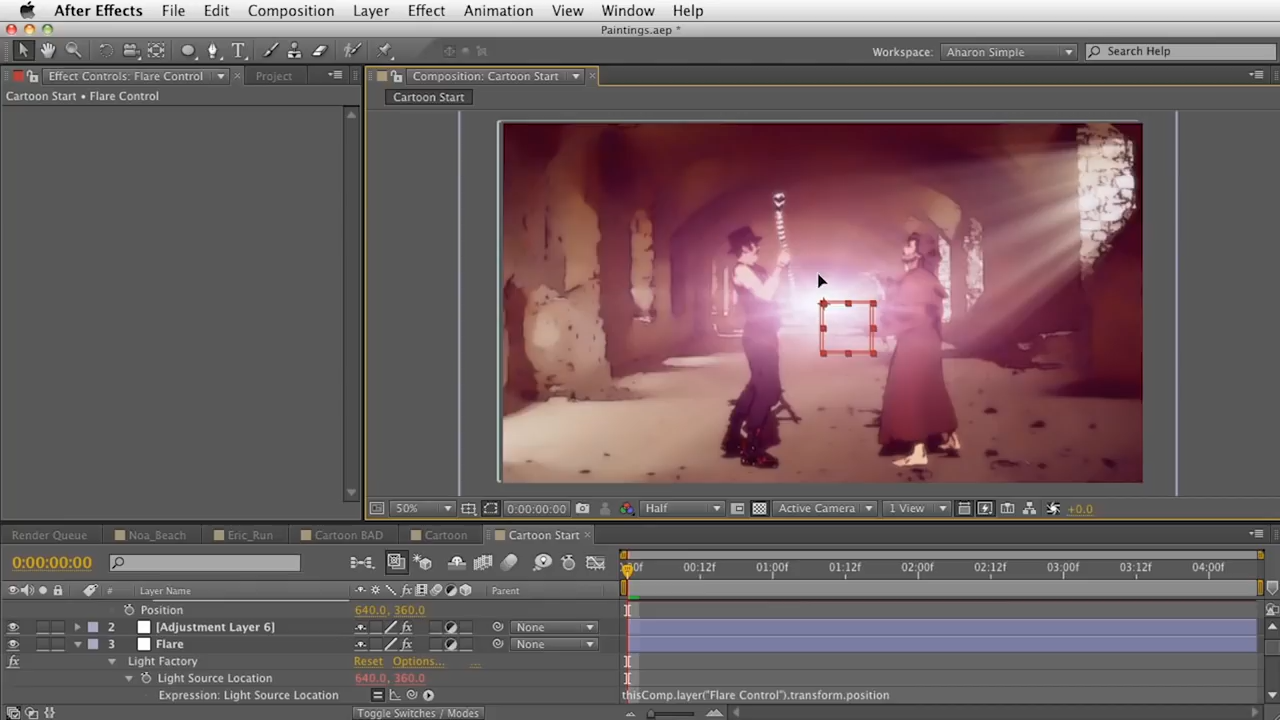 After Effects File Edit Composition Layer Effect Animation View Window Help
Paintings.aep *
Workspace: Aharon Simple Search Help
Effect Controls: Flare Control Project Composition: Cartoon Start
Cartoon Start • Flare Control Cartoon Start
50% 0:00:00:00 Half Active Camera 1 View +0.0
Render Queue Noa_Beach Eric_Run Cartoon BAD Cartoon Cartoon Start
0:00:00:00 00:12f 01:00f 01:12f 02:00f 02:12f 03:00f 03:12f 04:00f
Layer Name Parent
Position 640.0, 360.0
2 [Adjustment Layer 6] fx None
3 Flare fx None
fx Light Factory Reset Options... ...
Light Source Location 640.0, 360.0
Expression: Light Source Location thisComp.layer("Flare Control").transform.position
Toggle Switches / Modes